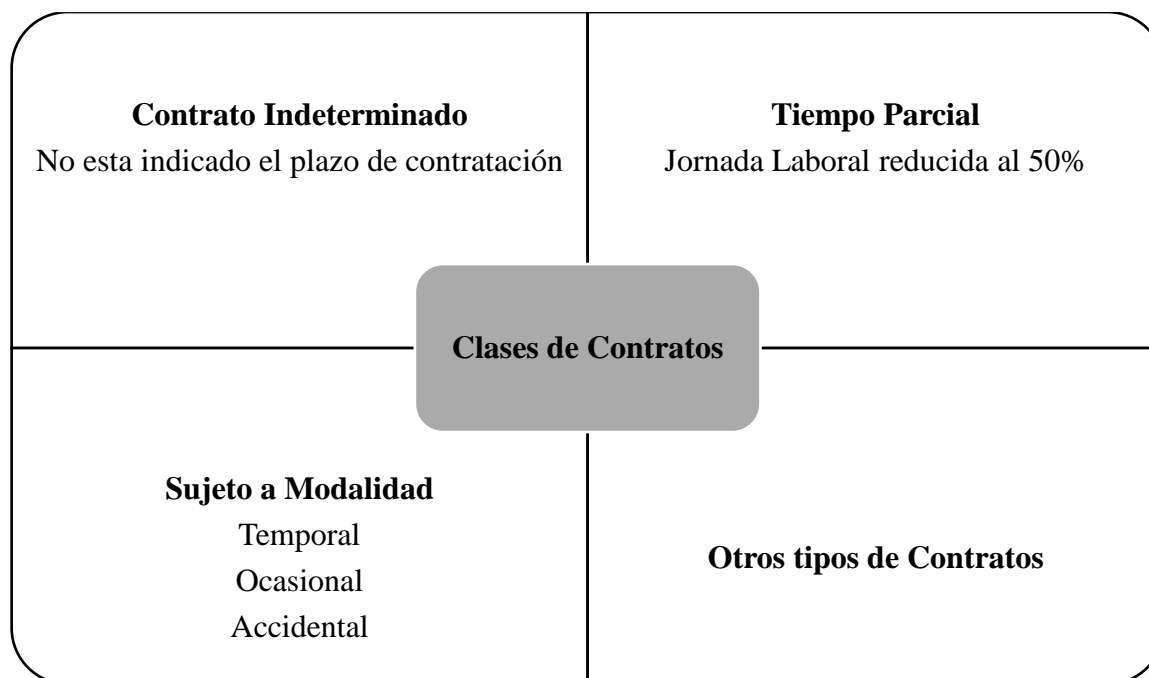 Contrato Indeterminado
No esta indicado el plazo de contratación
Tiempo Parcial
Jornada Laboral reducida al 50%
Clases de Contratos
Sujeto a Modalidad
Temporal
Ocasional
Accidental
Otros tipos de Contratos